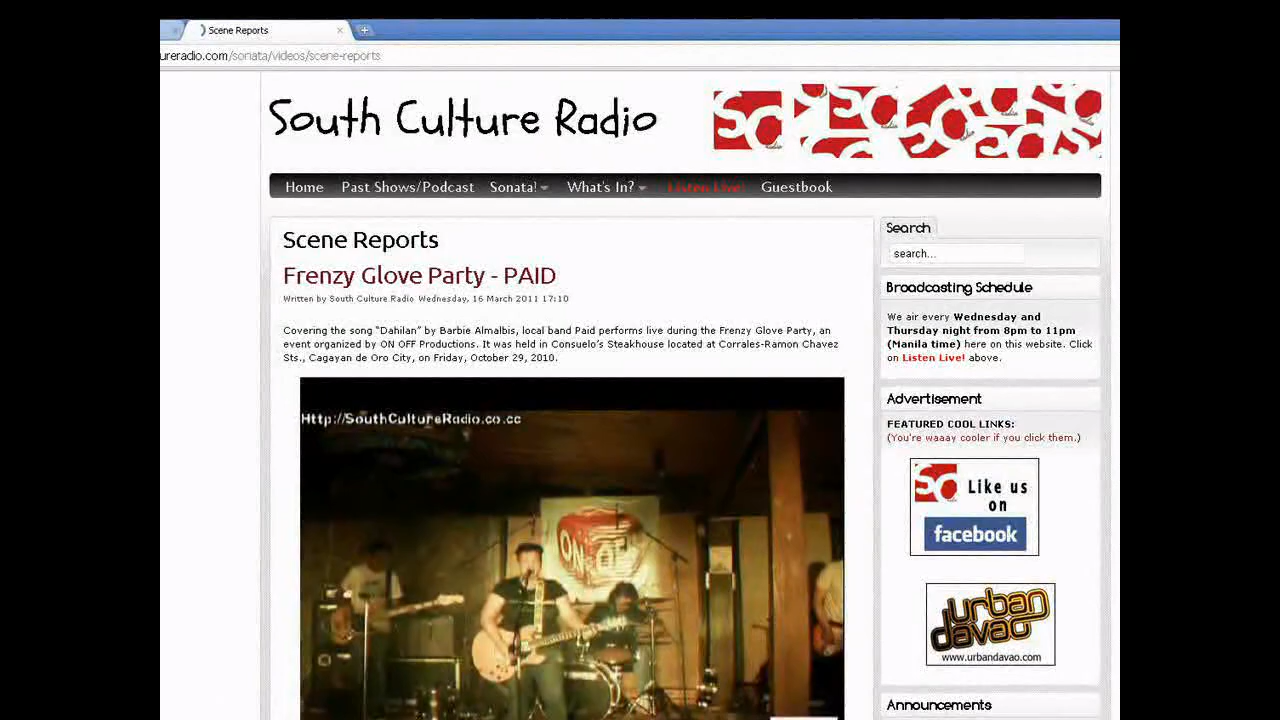 Scene Reports
ureradio.com/sonata/videos/scene-reports
South Culture Radio
Home Past Shows/Podcast Sonata! What's In? Listen Live! Guestbook
Scene Reports
Frenzy Glove Party - PAID
Written by South Culture Radio Wednesday, 16 March 2011 17:10
Covering the song "Dahilan" by Barbie Almalbis, local band Paid performs live during the Frenzy Glove Party, an
event organized by ON OFF Productions. It was held in Consuelo's Steakhouse located at Corrales-Ramon Chavez
Sts., Cagayan de Oro City, on Friday, October 29, 2010.
Http://SouthCultureRadio.co.cc
ON OFF
Search
search...
Broadcasting Schedule
We air every Wednesday and
Thursday night from 8pm to 11pm
(Manila time) here on this website. Click
on Listen Live! above.
Advertisement
FEATURED COOL LINKS:
(You're waaay cooler if you click them.)
SC Like us
on
facebook
urban
davao
www.urbandavao.com
Announcements